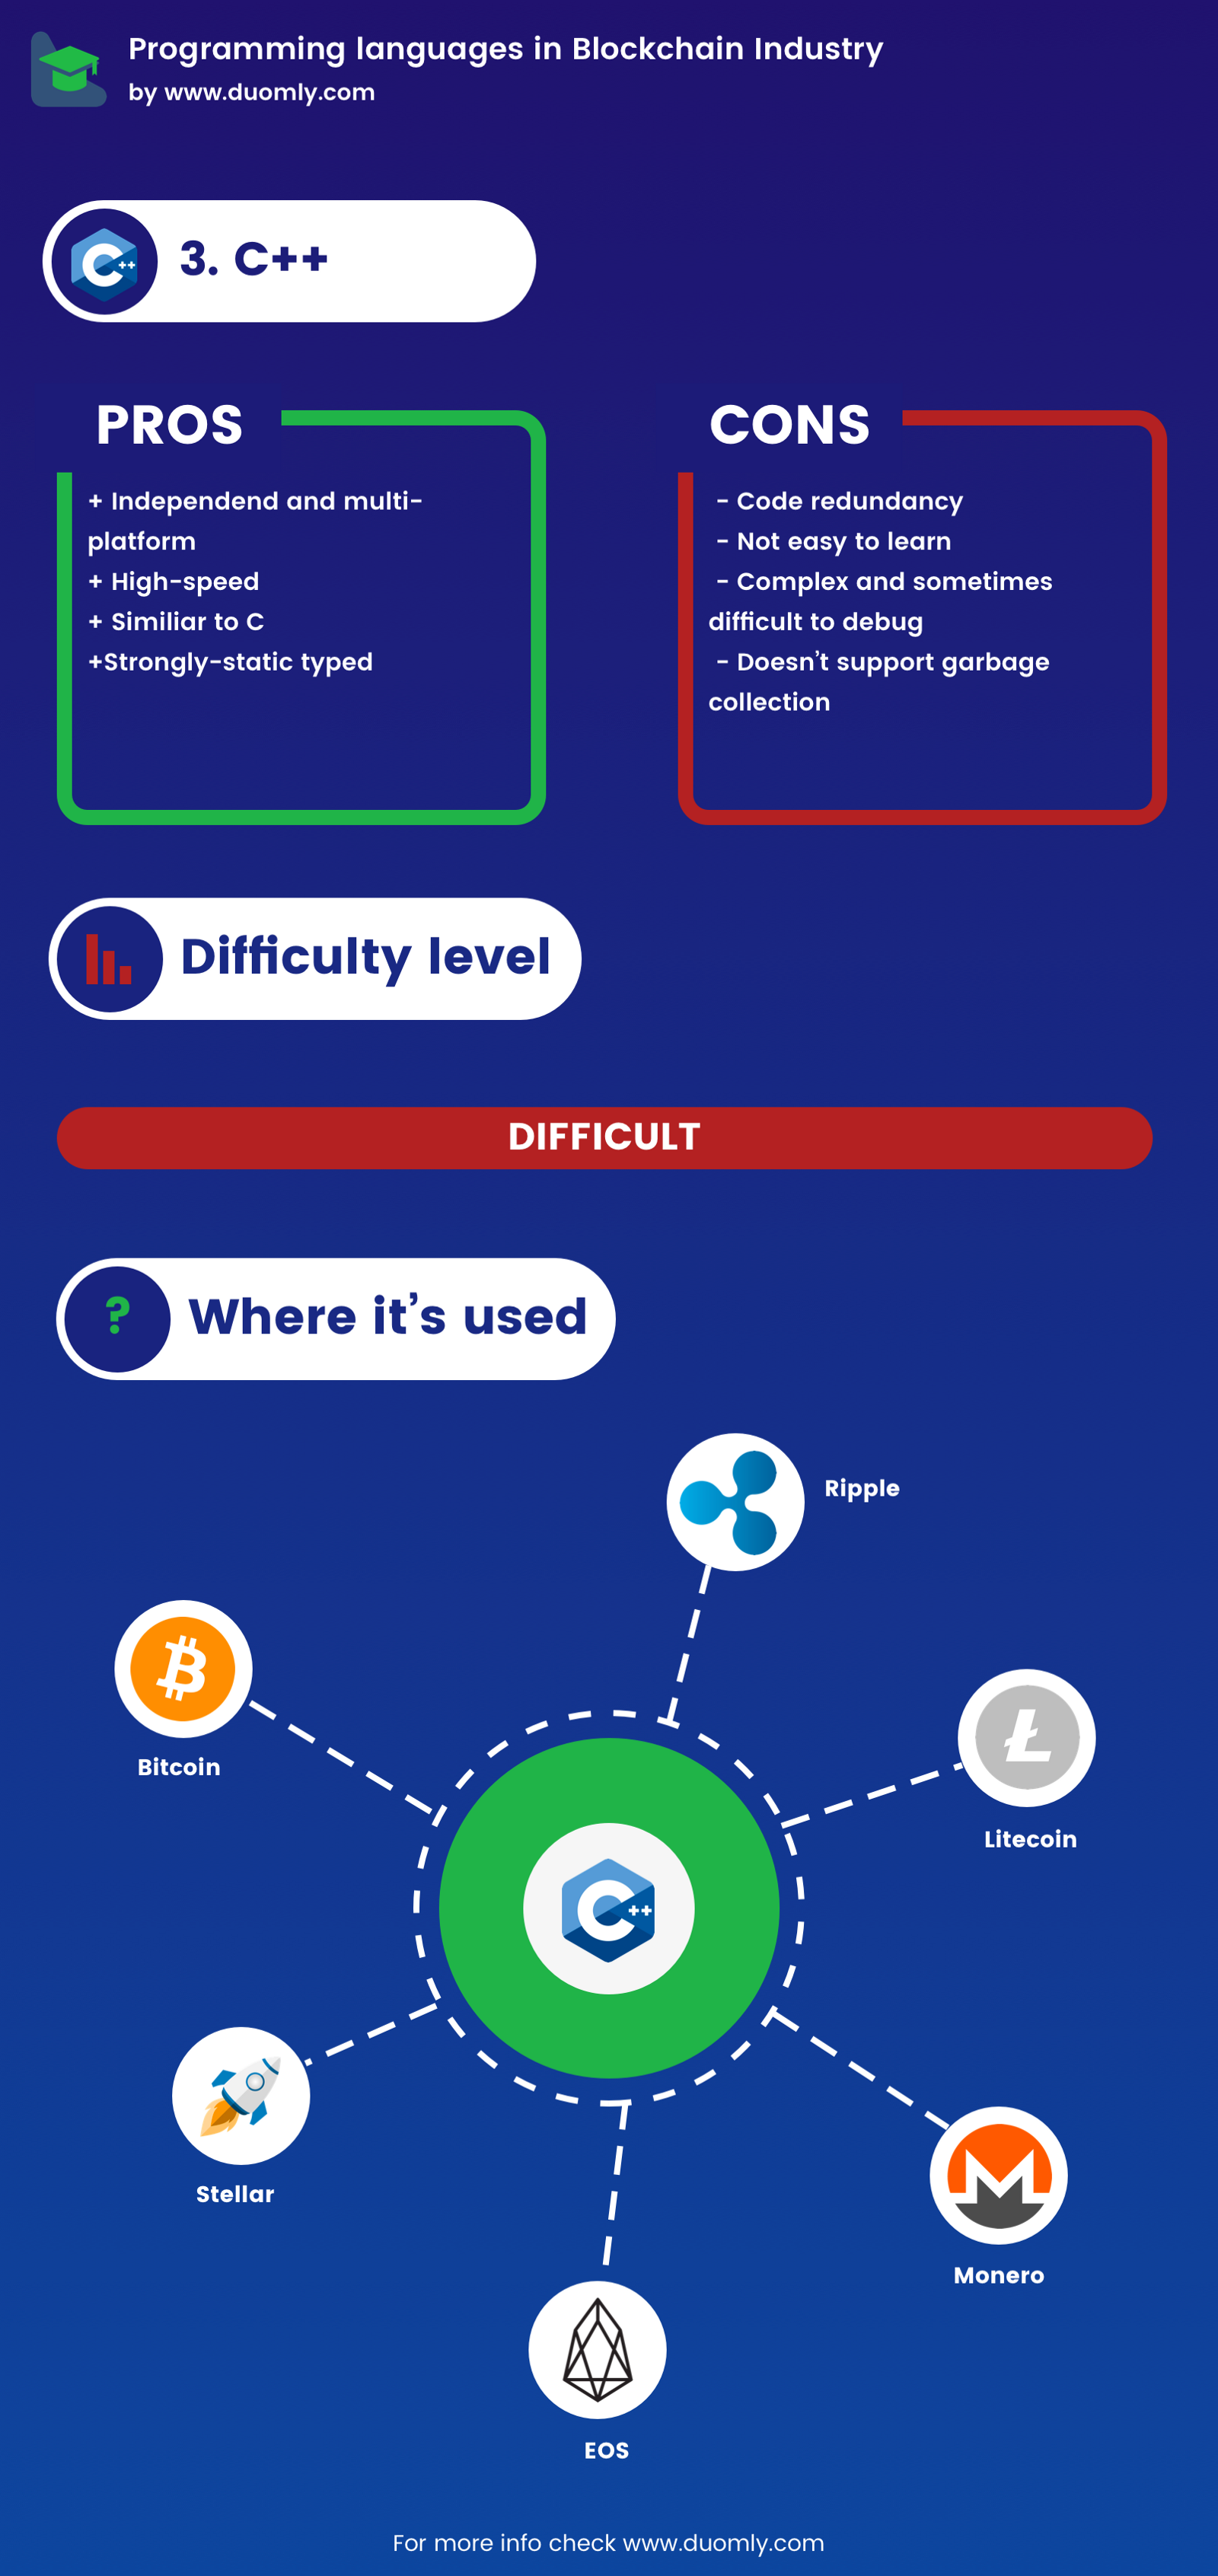 Programming languages in Blockchain Industry
by www.duomly.com
C++
3. C++
PROS
+ Independend and multi-
platform
+ High-speed
+ Similiar to C
+Strongly-static typed
CONS
- Code redundancy
- Not easy to learn
- Complex and sometimes
difficult to debug
- Doesn't support garbage
collection
Difficulty level
DIFFICULT
? Where it's used
Ripple
Bitcoin
Litecoin
C++
Stellar
Monero
EOS
For more info check www.duomly.com